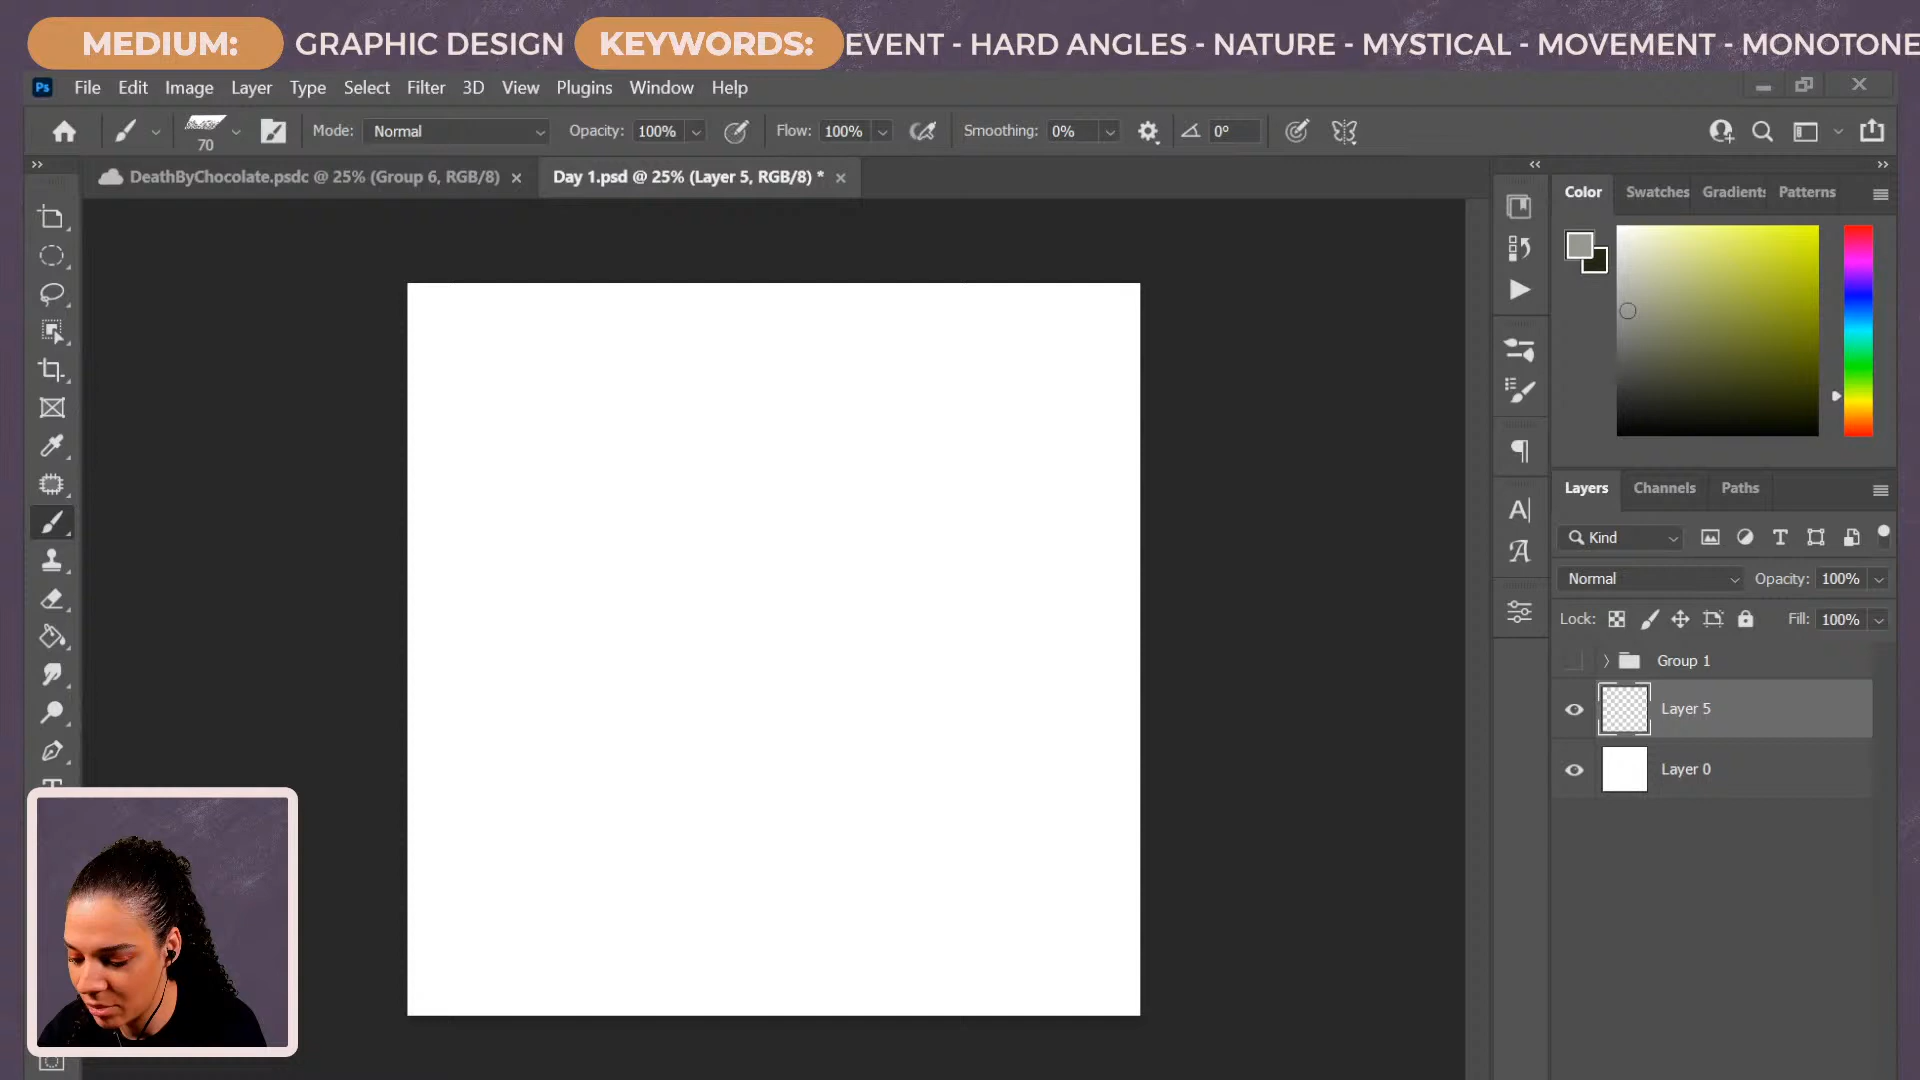 MEDIUM: GRAPHIC DESIGN KEYWORDS: EVENT - HARD ANGLES - NATURE - MYSTICAL - MOVEMENT - MONOTONE
Ps File Edit Image Layer Type Select Filter 3D View Plugins Window Help
70 Mode: Normal Opacity: 100% Flow: 100% Smoothing: 0% 0°
DeathByChocolate.psdc @ 25% (Group 6, RGB/8) × Day 1.psd @ 25% (Layer 5, RGB/8) * ×
Color Swatches Gradients Patterns
Layers Channels Paths
Kind
Normal Opacity: 100%
Lock: Fill: 100%
Group 1
Layer 5
Layer 0